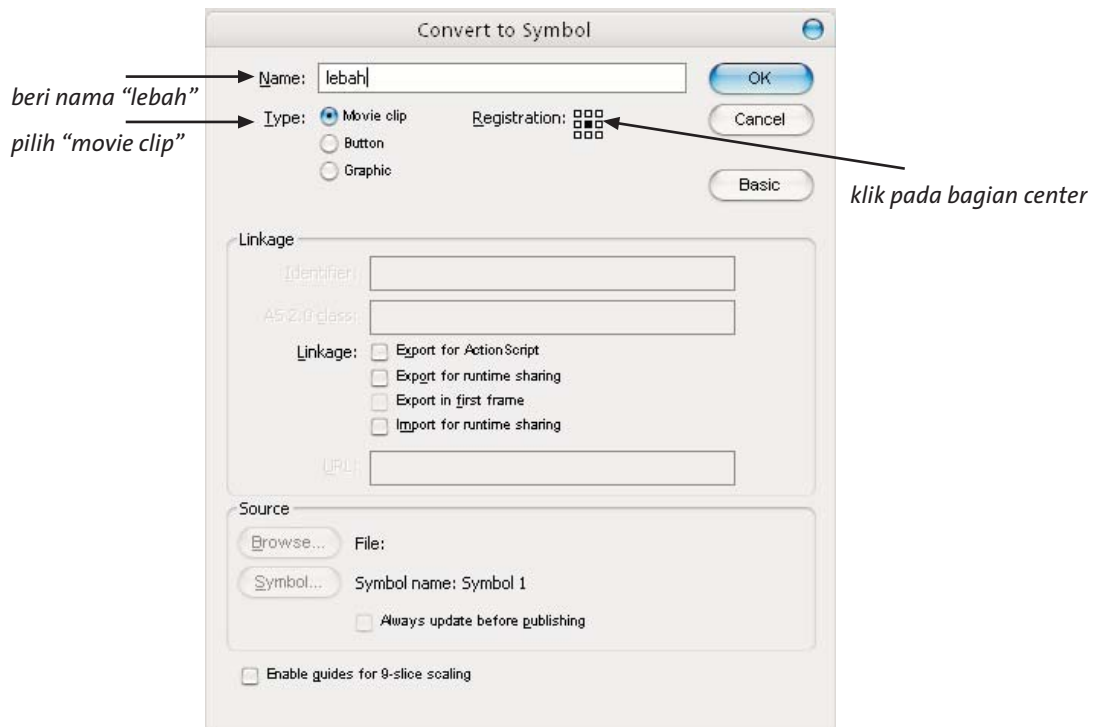 Convert to Symbol
Name: lebah
OK
beri nama “lebah”
Type: Movie clip
Registration:
Cancel
pilih “movie clip”
Button
Graphic
Basic
klik pada bagian center
Linkage
Identifier:
AS 2.0 class:
Linkage: Export for ActionScript
Export for runtime sharing
Export in first frame
Import for runtime sharing
URL:
Source
Browse... File:
Symbol... Symbol name: Symbol 1
Always update before publishing
Enable guides for 9-slice scaling